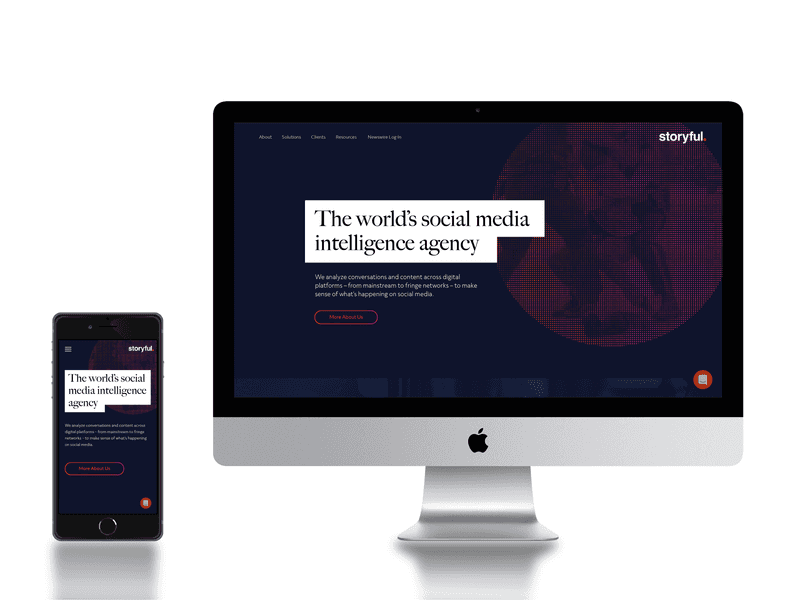 About Solutions Clients Resources Newswire Log In
storyful.
The world's social media
intelligence agency
We analyze conversations and content across digital
platforms – from mainstream to fringe networks – to make
sense of what's happening on social media.
More About Us
storyful.
The world's social
media intelligence
agency
We analyze conversations and content across
digital platforms – from mainstream to fringe
networks – to make sense of what's happening
on social media.
More About Us